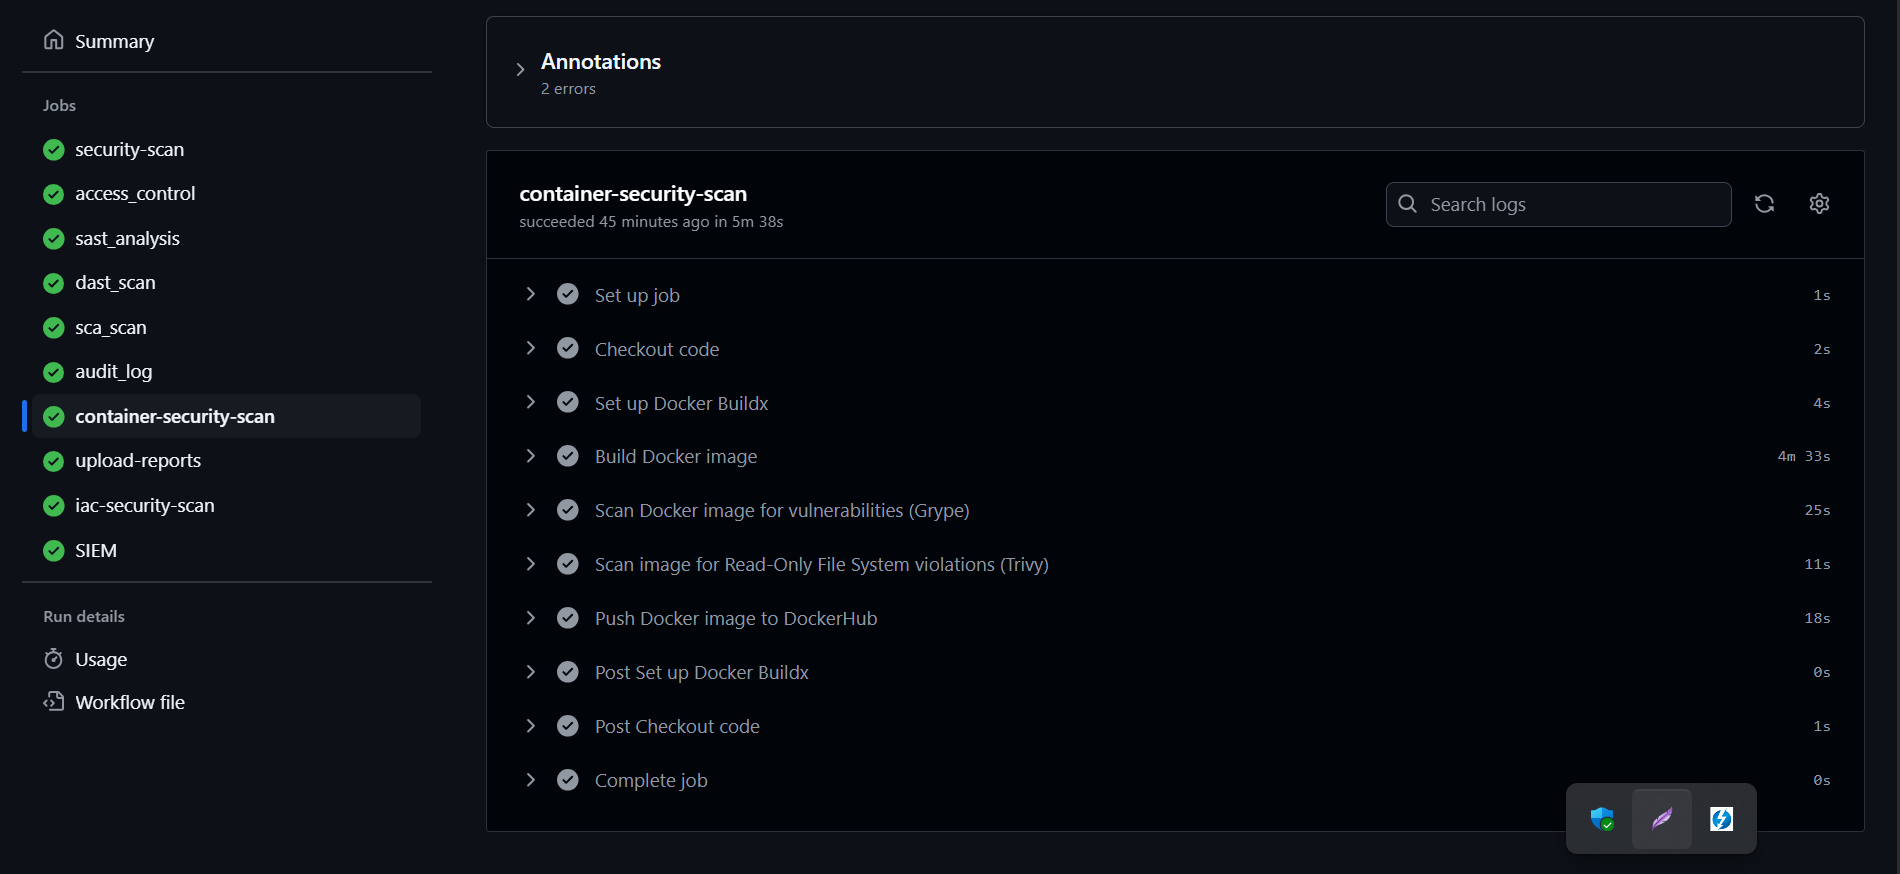 Summary
Jobs
security-scan
access_control
sast_analysis
dast_scan
sca_scan
audit_log
container-security-scan
upload-reports
iac-security-scan
SIEM
Run details
Usage
Workflow file
Annotations
2 errors
container-security-scan
succeeded 45 minutes ago in 5m 38s
Search logs
Set up job 1s
Checkout code 2s
Set up Docker Buildx 4s
Build Docker image 4m 33s
Scan Docker image for vulnerabilities (Grype) 25s
Scan image for Read-Only File System violations (Trivy) 11s
Push Docker image to DockerHub 18s
Post Set up Docker Buildx 0s
Post Checkout code 1s
Complete job 0s